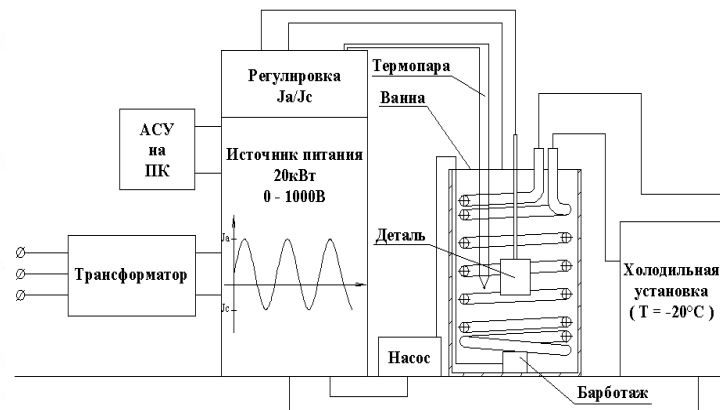 Регулировка
Ja/Jc
Термопара
Ванна
АСУ
на
ПК
Источник питания
20кВт
0 - 1000В
Ja
Jc
Трансформатор
Деталь
Холодильная
установка
( T = -20°C )
Насос
Барботаж